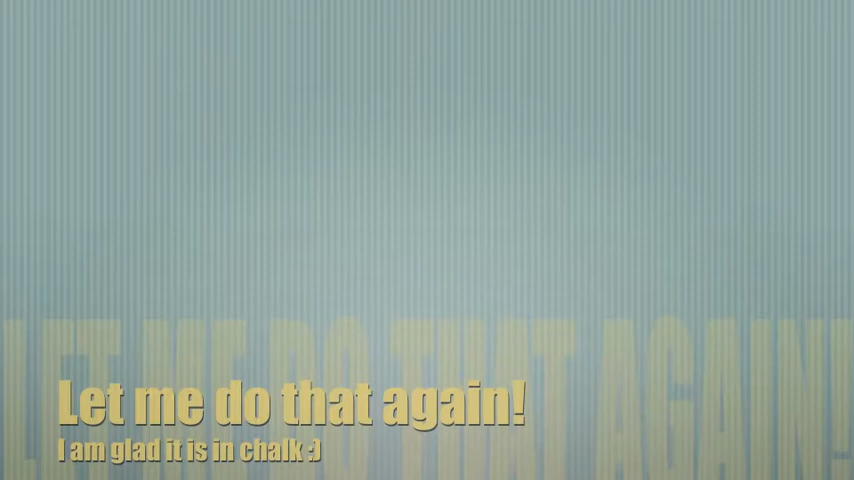 LET ME DO THAT AGAIN!
Let me do that again!
I am glad it is in chalk :)